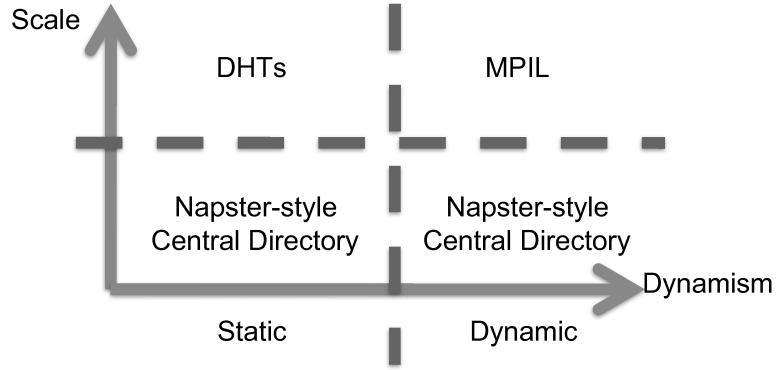 Scale
DHTs
MPIL
Napster-style
Central Directory
Napster-style
Central Directory
Dynamism
Static
Dynamic